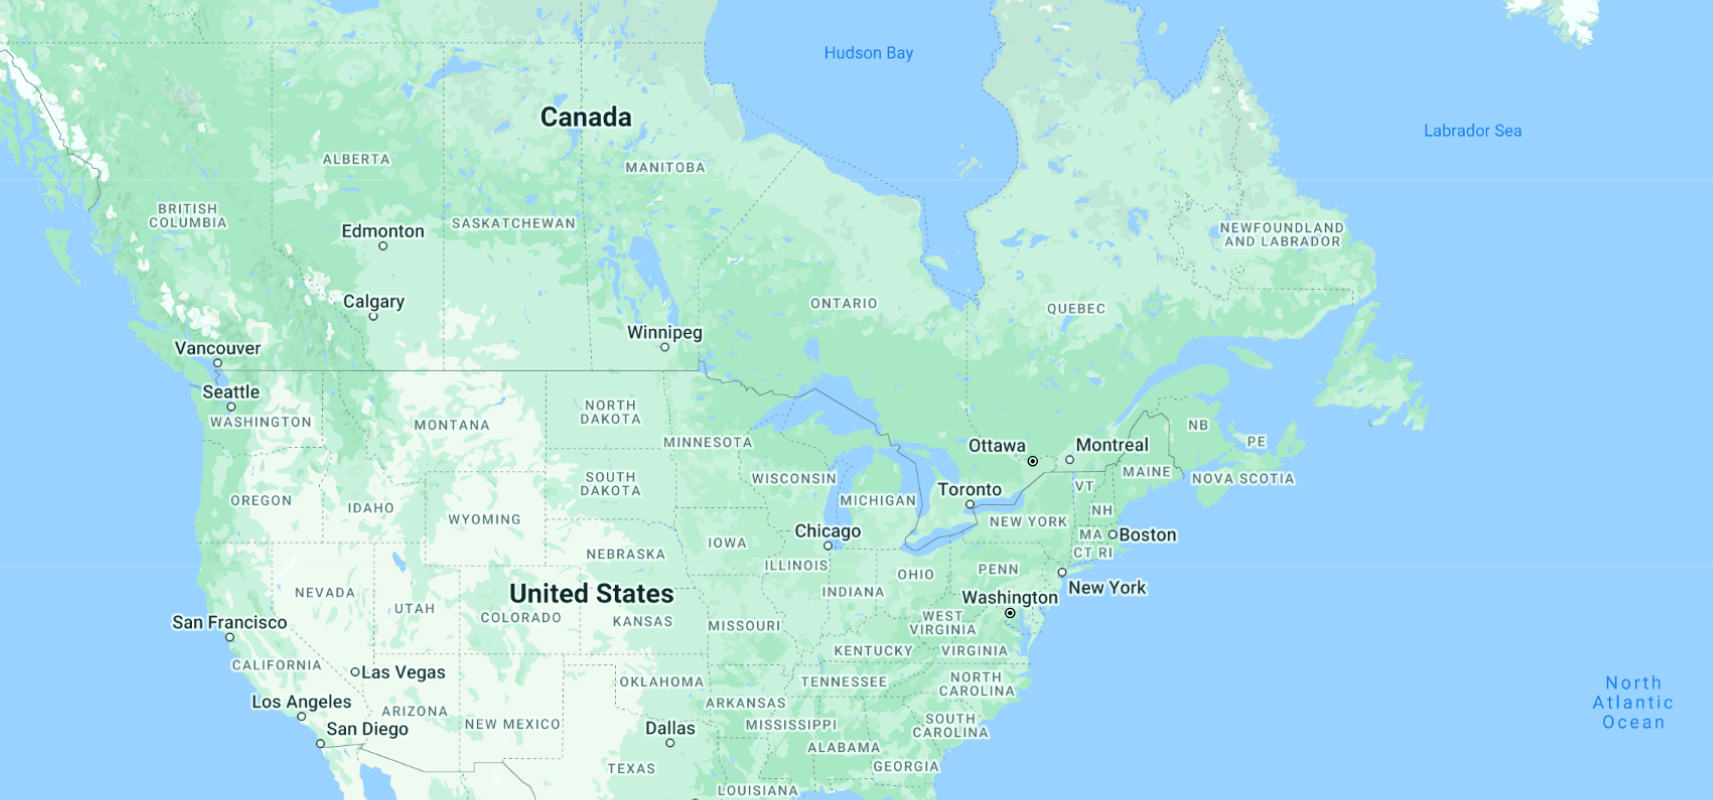 Hudson Bay
Canada
Labrador Sea
ALBERTA
MANITOBA
BRITISH
COLUMBIA
Edmonton
SASKATCHEWAN
NEWFOUNDLAND
AND LABRADOR
Calgary
ONTARIO
QUEBEC
Winnipeg
Vancouver
Seattle
WASHINGTON
MONTANA
NORTH
DAKOTA
MINNESOTA
Ottawa
Montreal
NB
PE
WISCONSIN
MAINE
NOVA SCOTIA
SOUTH
DAKOTA
MICHIGAN
Toronto
VT
OREGON
IDAHO
WYOMING
NH
NEW YORK
Chicago
MA
Boston
IOWA
NEBRASKA
ILLINOIS
CT RI
OHIO
PENN
New York
NEVADA
United States
INDIANA
Washington
UTAH
COLORADO
KANSAS
MISSOURI
WEST
VIRGINIA
San Francisco
KENTUCKY
VIRGINIA
CALIFORNIA
Las Vegas
OKLAHOMA
TENNESSEE
NORTH
CAROLINA
North
Atlantic
Ocean
Los Angeles
ARIZONA
ARKANSAS
San Diego
NEW MEXICO
Dallas
MISSISSIPPI
SOUTH
CAROLINA
ALABAMA
TEXAS
GEORGIA
LOUISIANA